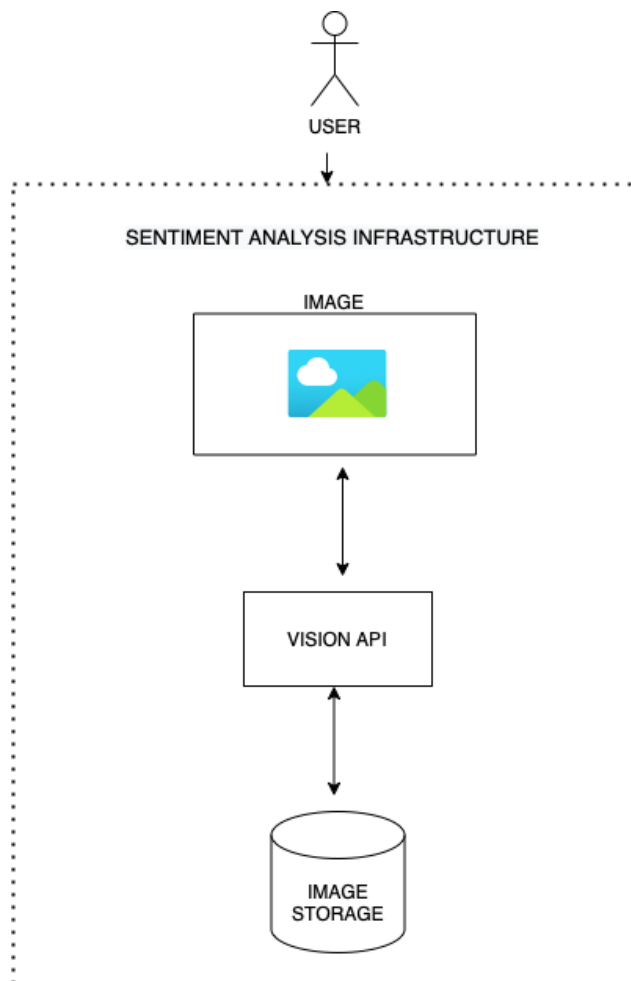 USER
SENTIMENT ANALYSIS INFRASTRUCTURE
IMAGE
VISION API
IMAGE
STORAGE